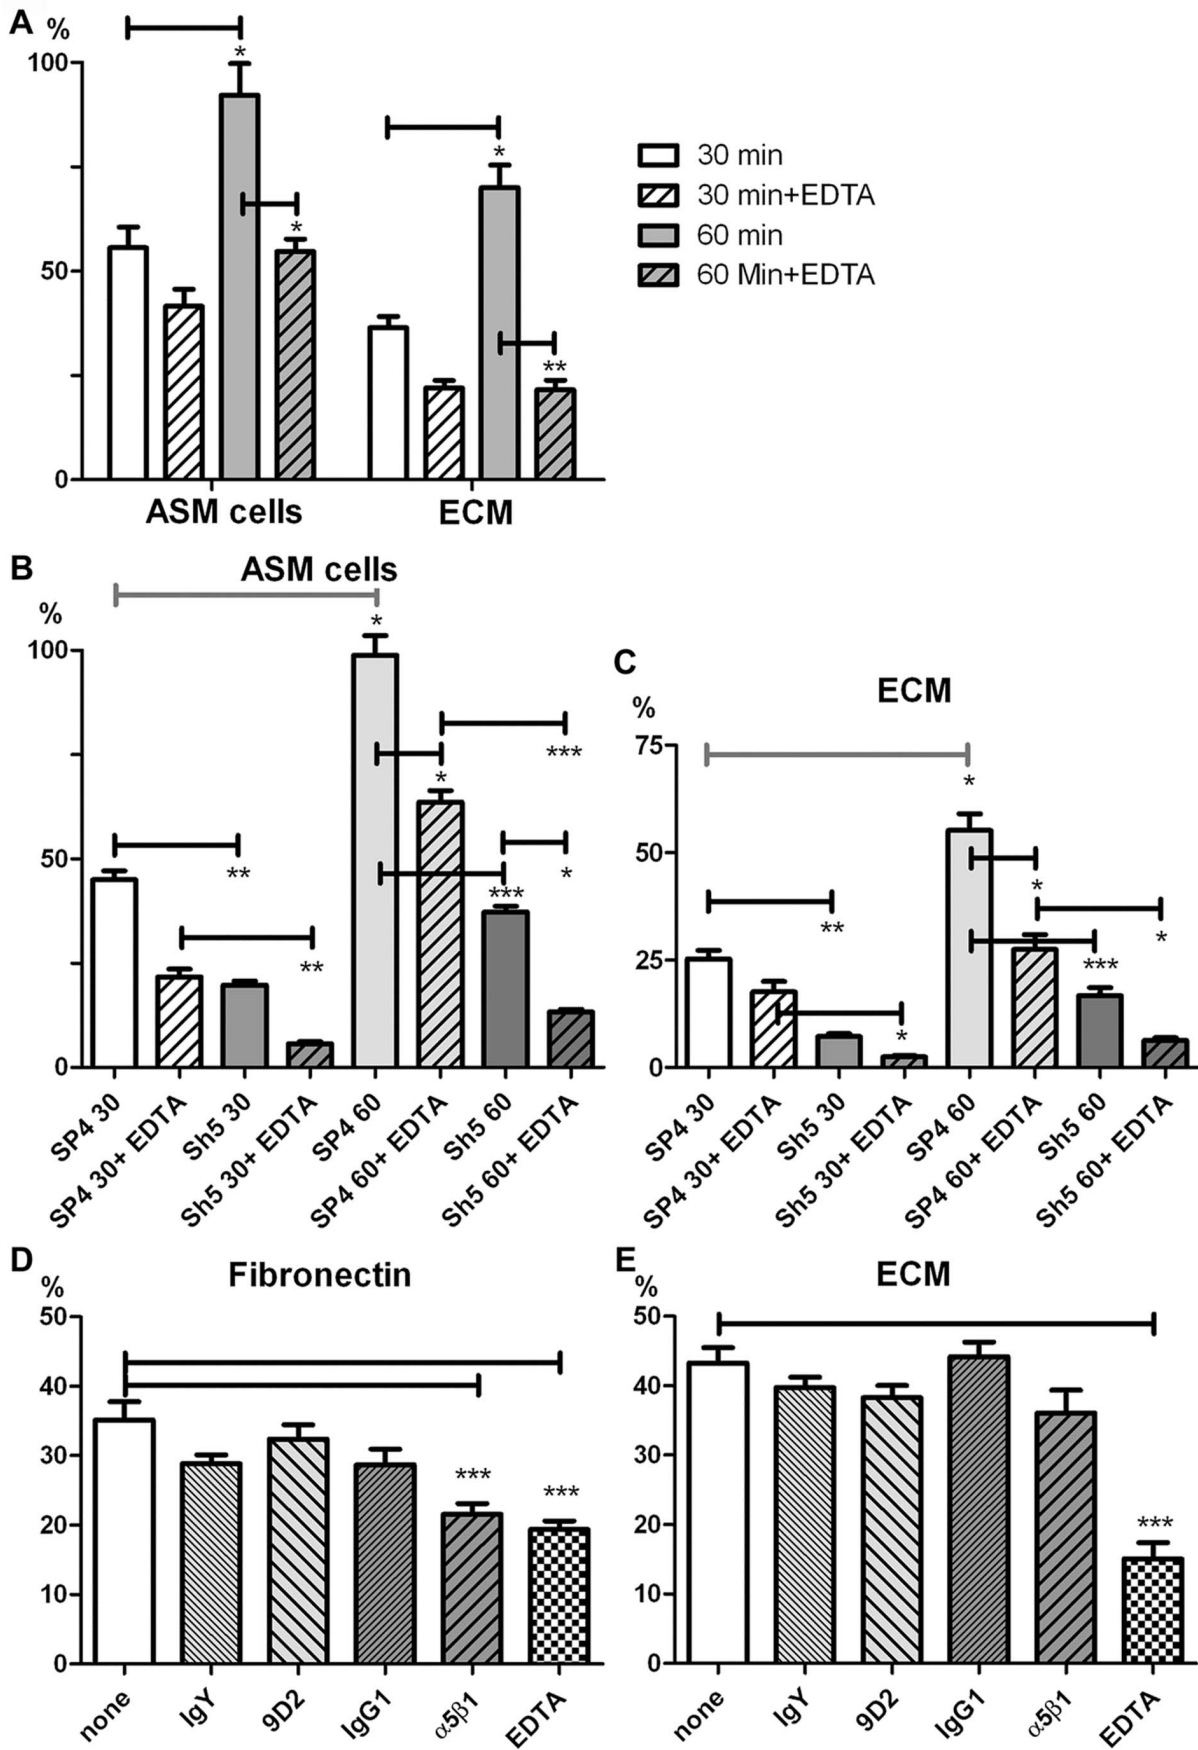 A %
100
50
0
*
*
*
**
ASM cells ECM
30 min
30 min+EDTA
60 min
60 Min+EDTA
B ASM cells
%
100
50
0
**
**
*
*
***
***
*
SP4 30
SP4 30+ EDTA
Sh5 30
Sh5 30+ EDTA
SP4 60
SP4 60+ EDTA
Sh5 60
Sh5 60+ EDTA
C
ECM
%
75
50
25
0
**
*
*
*
***
*
SP4 30
SP4 30+ EDTA
Sh5 30
Sh5 30+ EDTA
SP4 60
SP4 60+ EDTA
Sh5 60
Sh5 60+ EDTA
D Fibronectin
%
50
40
30
20
10
0
***
***
none
IgY
9D2
IgG1
α5β1
EDTA
E ECM
%
50
40
30
20
10
0
***
none
IgY
9D2
IgG1
α5β1
EDTA